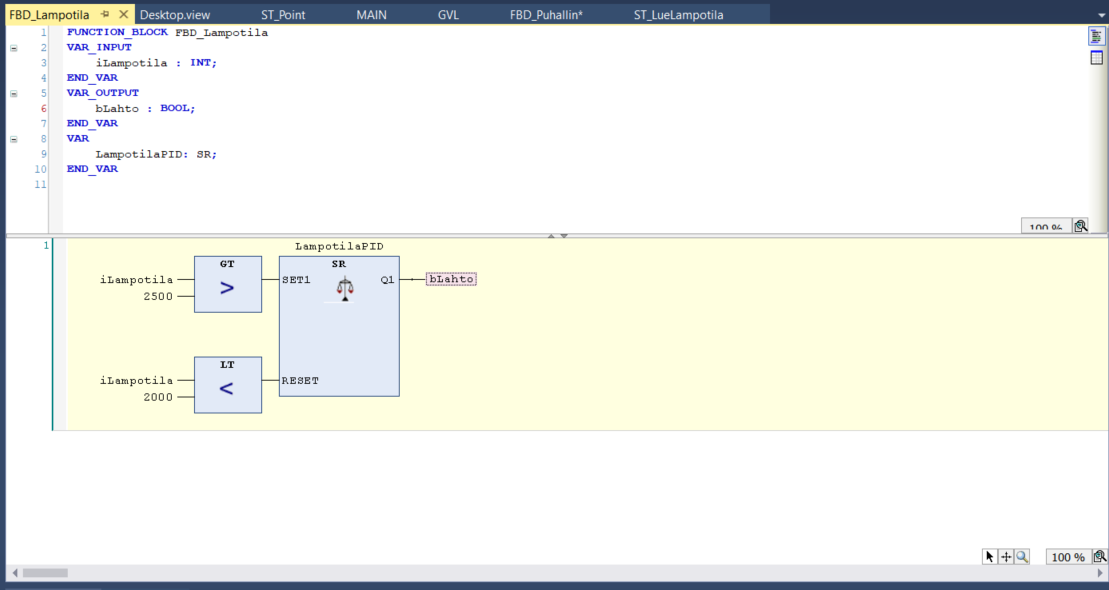 FBD_Lampotila Desktop.view ST_Point MAIN GVL FBD_Puhallin* ST_LueLampotila
1 FUNCTION_BLOCK FBD_Lampotila
2 VAR_INPUT
3 iLampotila : INT;
4 END_VAR
5 VAR_OUTPUT
6 bLahto : BOOL;
7 END_VAR
8 VAR
9 LampotilaPID: SR;
10 END_VAR
11
100 %
1 LampotilaPID
GT SR
iLampotila > SET1 Q1 bLahto
2500
LT
iLampotila < RESET
2000
100 %